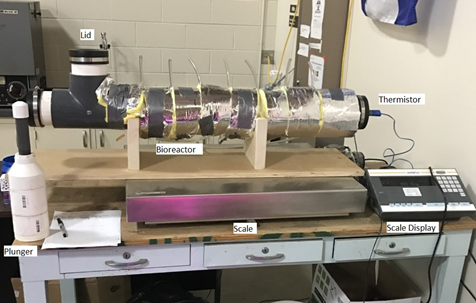 Lid
Thermistor
Bioreactor
Scale
Scale Display
Plunger